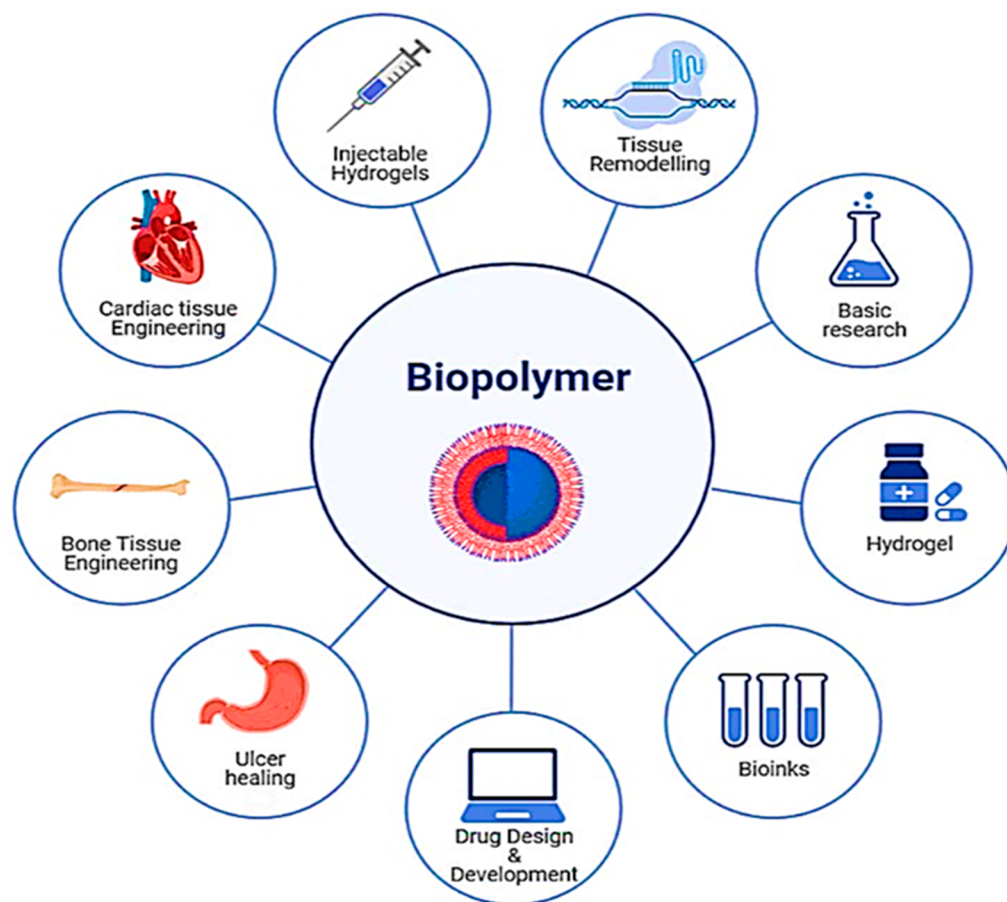 Injectable
Hydrogels
Tissue
Remodelling
Cardiac tissue
Engineering
Basic
research
Biopolymer
Bone Tissue
Engineering
Hydrogel
Ulcer
healing
Bioinks
Drug Design
&
Development